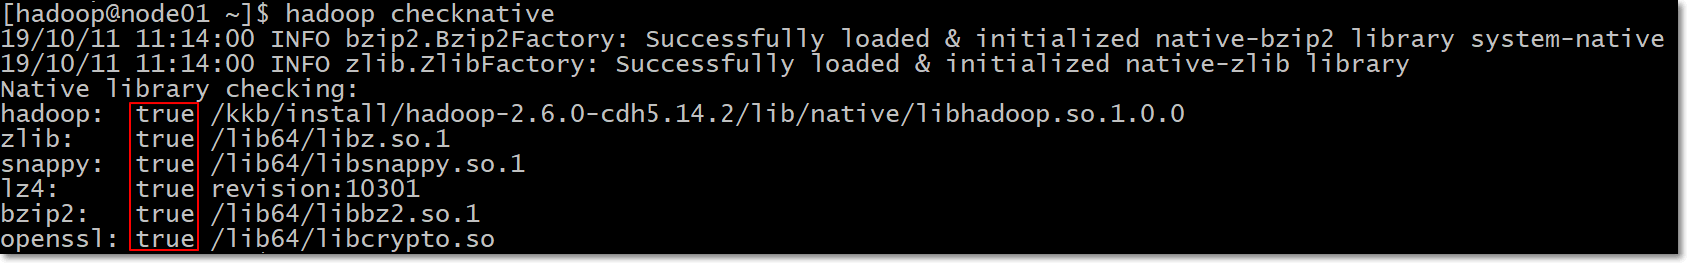 [hadoop@node01 ~]$ hadoop checknative
19/10/11 11:14:00 INFO bzip2.Bzip2Factory: Successfully loaded & initialized native-bzip2 library system-native
19/10/11 11:14:00 INFO zlib.ZlibFactory: Successfully loaded & initialized native-zlib library
Native library checking:
hadoop:  true /kkb/install/hadoop-2.6.0-cdh5.14.2/lib/native/libhadoop.so.1.0.0
zlib:    true /lib64/libz.so.1
snappy:  true /lib64/libsnappy.so.1
lz4:     true revision:10301
bzip2:   true /lib64/libbz2.so.1
openssl: true /lib64/libcrypto.so